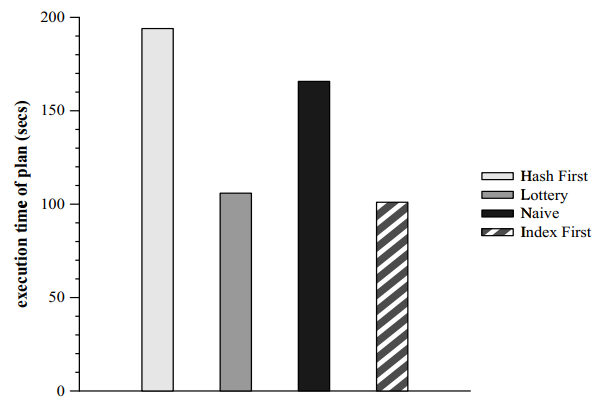 200
150
100
50
0
execution time of plan (secs)
Hash First
Lottery
Naive
Index First